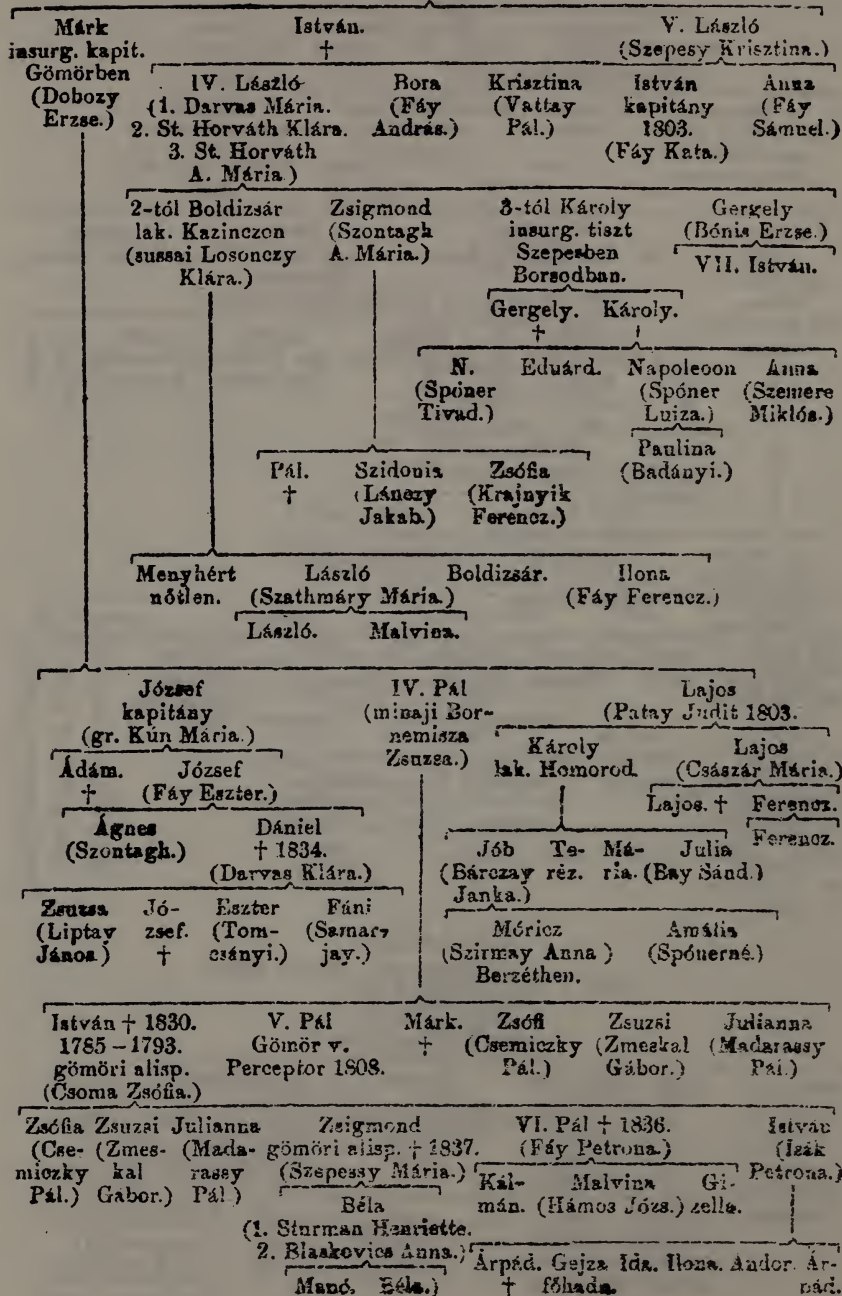 Márk István. V. László
insurg. kapit. † (Szepesy Krisztina.)
Gömörben IV. László Bora Krisztina István Anna
(Dobozy (1. Darvas Mária. (Fáy (Vattay kapitány (Fáy
Erzse.) 2. St. Horváth Klára. András.) Pál.) 1803. Sámuel.)
3. St. Horváth (Fáy Kata.)
A. Mária.)
2-tól Boldizsár Zsigmond 3-tól Károly Gergely
lak. Kazinczon (Szontagh insurg. tiszt (Bónis Erzse.)
(sussai Losonczy A. Mária.) Szepesben VII. István.
Klára.) Borsodban.
Gergely. Károly.
†
N. Eduárd. Napoleoon Anna
(Spóner (Spóner (Szemere
Tivad.) Luiza.) Miklós.)
Paulina
Pál. Szidonia Zsófia (Badányi.)
† (Lánczy (Krajnyik
Jakab.) Ferencz.)
Menyhért László Boldizsár. Ilona
nőtlen. (Szathmáry Mária.) (Fáy Ferencz.)
László. Malvina.
József IV. Pál Lajos
kapitány (minaji Bor- (Patay Judit 1803.
(gr. Kún Mária.) nemisza Károly Lajos
Zsuzsa.) lak. Homorod. (Császár Mária.)
Ádám. József
† (Fáy Eszter.) Lajos. † Ferencz.
Ágnes Dániel Ferencz.
(Szontagh.) † 1834. Jób Te- Má- Julia
(Darvas Klára.) (Bárczay réz. ria. (Bay Sánd.)
Janka.)
Zsuzsa Jó- Eszter Fáni Móricz Amália
(Liptay zsef. (Tom- (Sarnar- (Szirmay Anna) (Spónerné.)
János.) † csányi.) jay.) Berzéthen.
István † 1830. V. Pál Márk. Zsófi Zsuzsi Julianna
1785-1793. Gömör v. † (Csemiczky (Zmeskal (Madarassy
gömöri alisp. Perceptor 1808. Pál.) Gábor.) Pál.)
(Csoma Zsófia.)
Zsófia Zsuzsi Julianna Zsigmond VI. Pál † 1836. István
(Cse- (Zmes- (Mada- gömöri alisp. † 1837. (Fáy Petrona.) (Izák
miczky kal rassy (Szepessy Mária.) Kál- Malvina Gi- Petrona.)
Pál.) Gábor.) Pál.) Béla mán. (Hámos Józs.) zella.
(1. Sturman Henriette.
2. Blaskovics Anna.) Árpád. Gejza Ida. Ilona. Andor. Ár-
Manó. Béla.) † főhada. pád.